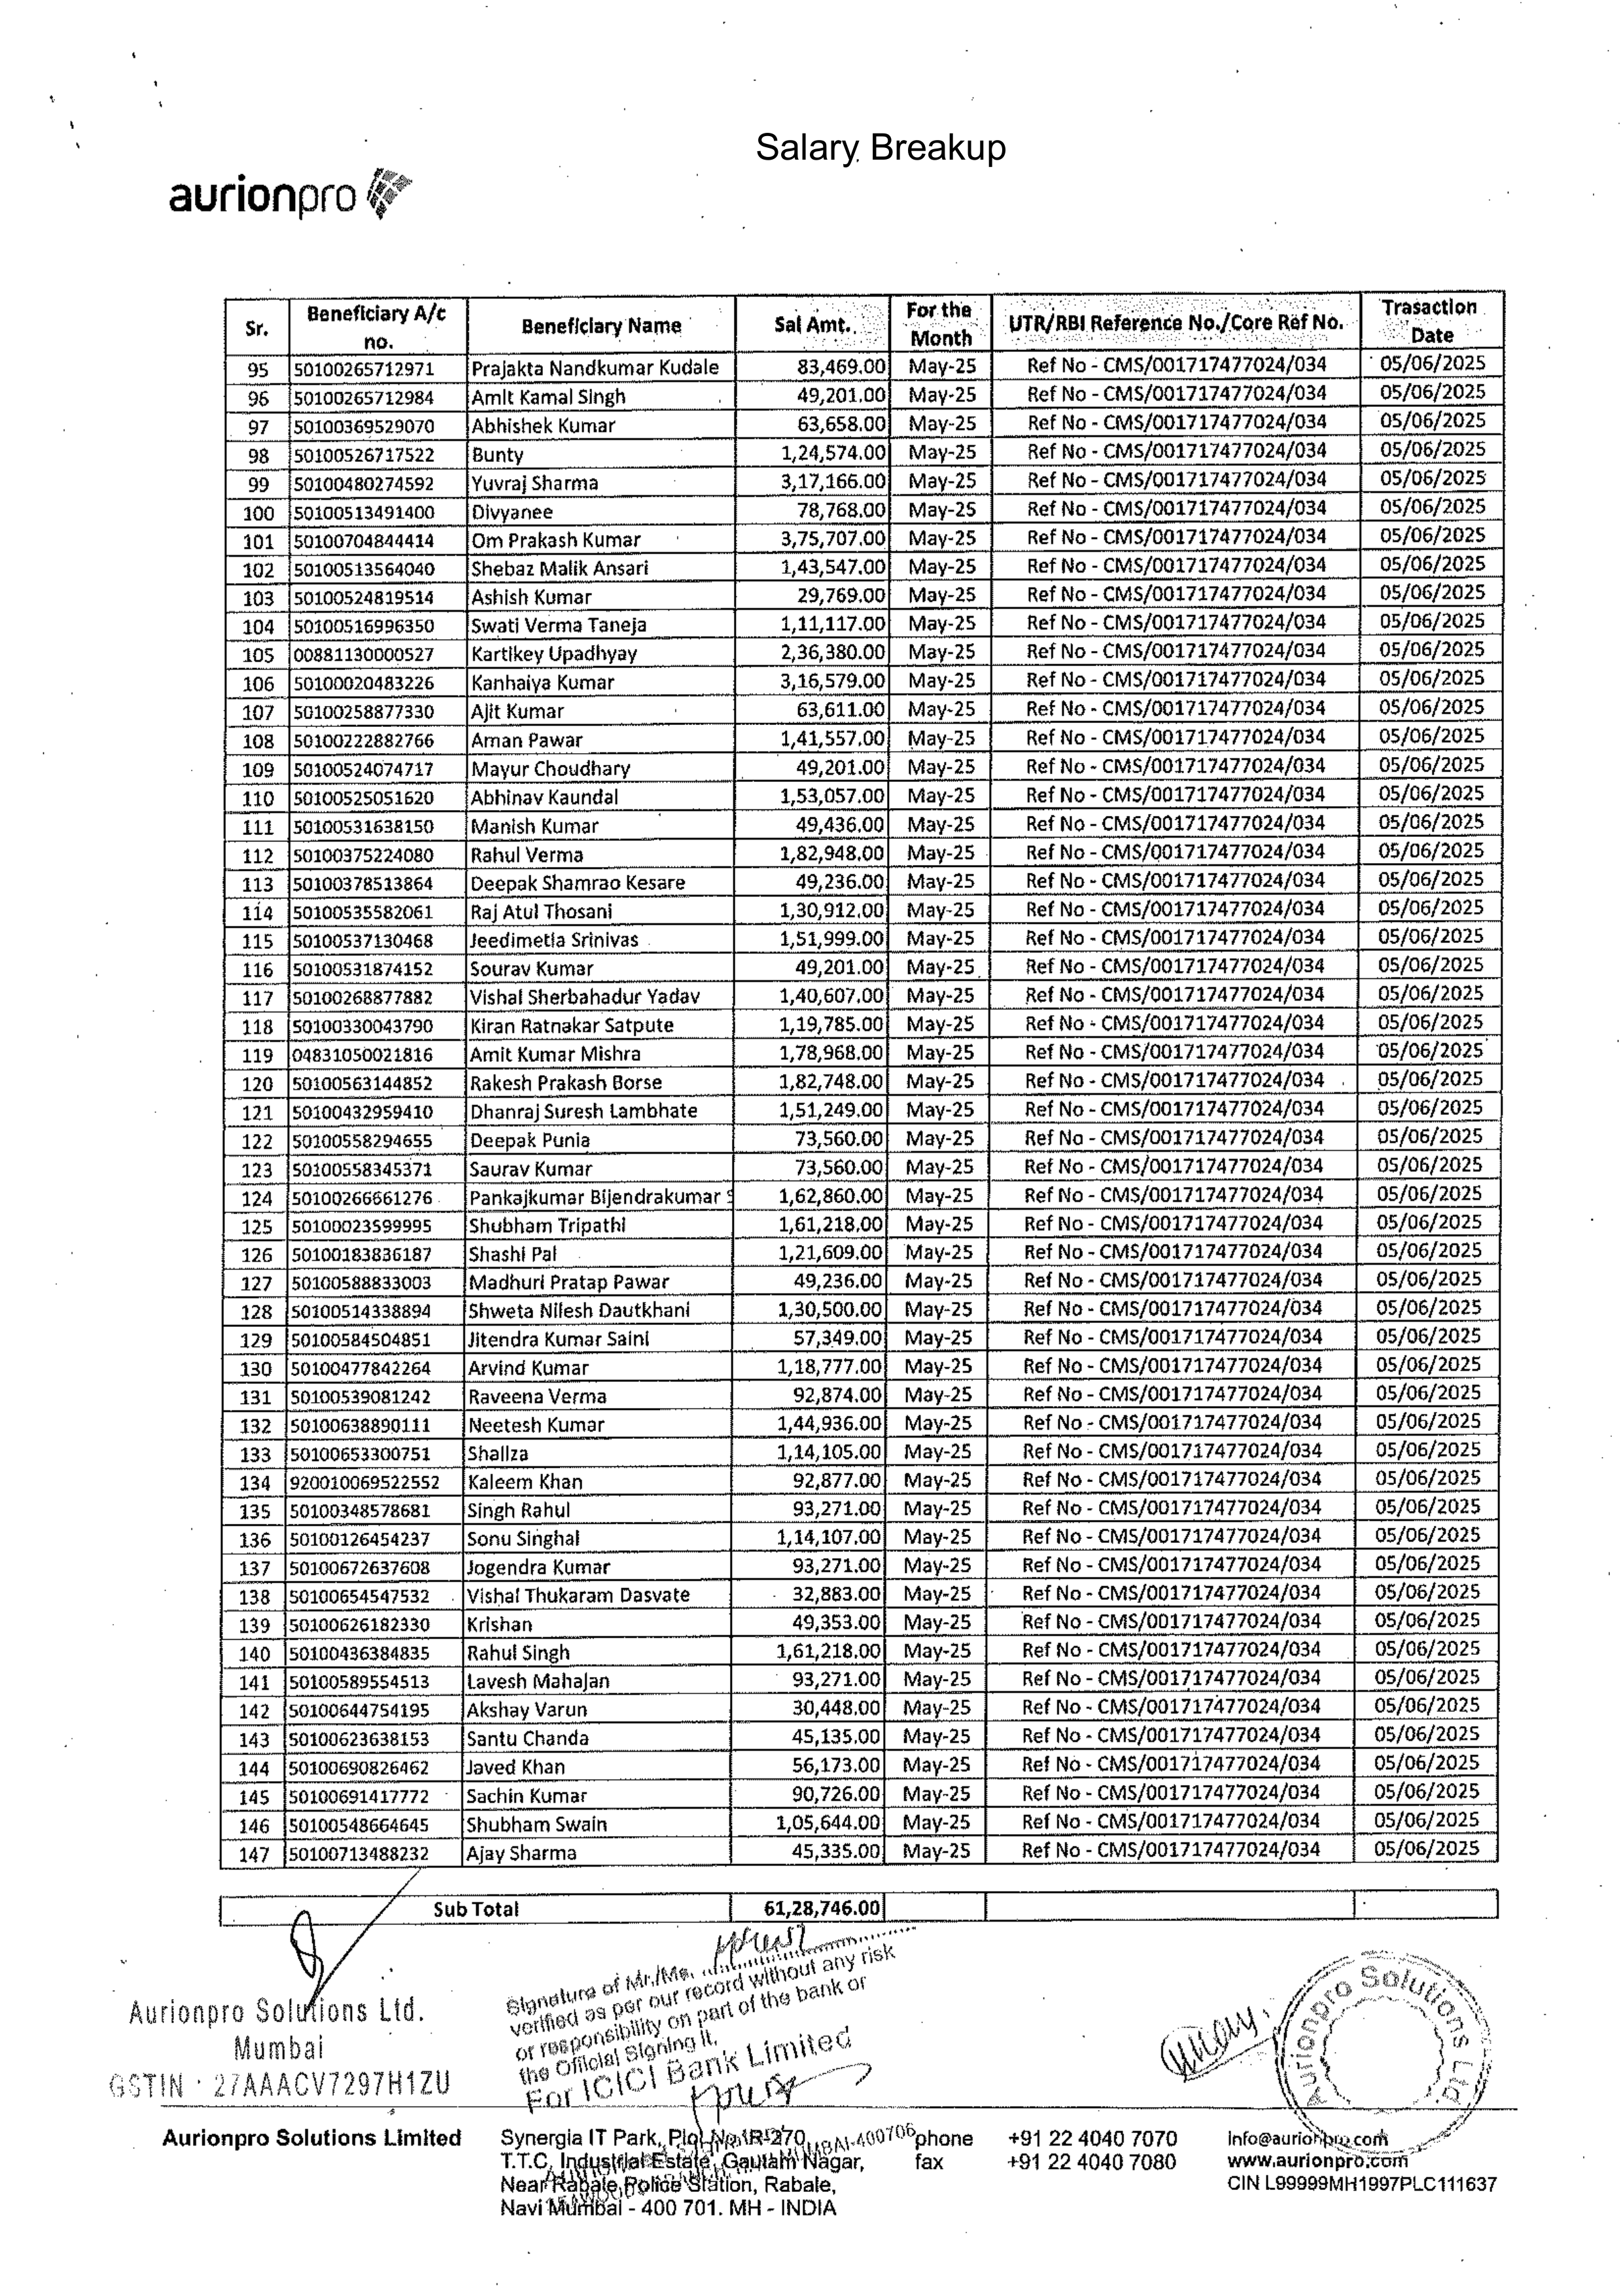 Salary Breakup
aurionpro
Sr. Beneficiary A/c no. Beneficiary Name Sal Amt. For the Month UTR/RBI Reference No./Core Ref No. Trasaction Date
95 50100265712971 Prajakta Nandkumar Kudale 83,469.00 May-25 Ref No - CMS/001717477024/034 05/06/2025
96 50100265712984 Amit Kamal Singh 49,201.00 May-25 Ref No - CMS/001717477024/034 05/06/2025
97 50100369529070 Abhishek Kumar 63,658.00 May-25 Ref No - CMS/001717477024/034 05/06/2025
98 50100526717522 Bunty 1,24,574.00 May-25 Ref No - CMS/001717477024/034 05/06/2025
99 50100480274592 Yuvraj Sharma 3,17,166.00 May-25 Ref No - CMS/001717477024/034 05/06/2025
100 50100513491400 Divyanee 78,768.00 May-25 Ref No - CMS/001717477024/034 05/06/2025
101 50100704844414 Om Prakash Kumar 3,75,707.00 May-25 Ref No - CMS/001717477024/034 05/06/2025
102 50100513564040 Shebaz Malik Ansari 1,43,547.00 May-25 Ref No - CMS/001717477024/034 05/06/2025
103 50100524819514 Ashish Kumar 29,769.00 May-25 Ref No - CMS/001717477024/034 05/06/2025
104 50100516996350 Swati Verma Taneja 1,11,117.00 May-25 Ref No - CMS/001717477024/034 05/06/2025
105 00881130000527 Kartikey Upadhyay 2,36,380.00 May-25 Ref No - CMS/001717477024/034 05/06/2025
106 50100020483226 Kanhaiya Kumar 3,16,579.00 May-25 Ref No - CMS/001717477024/034 05/06/2025
107 50100258877330 Ajit Kumar 63,611.00 May-25 Ref No - CMS/001717477024/034 05/06/2025
108 50100222882766 Aman Pawar 1,41,557.00 May-25 Ref No - CMS/001717477024/034 05/06/2025
109 50100524074717 Mayur Choudhary 49,201.00 May-25 Ref No - CMS/001717477024/034 05/06/2025
110 50100525051620 Abhinav Kaundal 1,53,057.00 May-25 Ref No - CMS/001717477024/034 05/06/2025
111 50100531638150 Manish Kumar 49,436.00 May-25 Ref No - CMS/001717477024/034 05/06/2025
112 50100375224080 Rahul Verma 1,82,948.00 May-25 Ref No - CMS/001717477024/034 05/06/2025
113 50100378513864 Deepak Shamrao Kesare 49,236.00 May-25 Ref No - CMS/001717477024/034 05/06/2025
114 50100535582061 Raj Atul Thosani 1,30,912.00 May-25 Ref No - CMS/001717477024/034 05/06/2025
115 50100537130468 Jeedimetla Srinivas 1,51,999.00 May-25 Ref No - CMS/001717477024/034 05/06/2025
116 50100531874152 Sourav Kumar 49,201.00 May-25 Ref No - CMS/001717477024/034 05/06/2025
117 50100268877882 Vishal Sherbahadur Yadav 1,40,607.00 May-25 Ref No - CMS/001717477024/034 05/06/2025
118 50100330043790 Kiran Ratnakar Satpute 1,19,785.00 May-25 Ref No - CMS/001717477024/034 05/06/2025
119 04831050021816 Amit Kumar Mishra 1,78,968.00 May-25 Ref No - CMS/001717477024/034 05/06/2025
120 50100563144852 Rakesh Prakash Borse 1,82,748.00 May-25 Ref No - CMS/001717477024/034 05/06/2025
121 50100432959410 Dhanraj Suresh Lambhate 1,51,249.00 May-25 Ref No - CMS/001717477024/034 05/06/2025
122 50100558294655 Deepak Punia 73,560.00 May-25 Ref No - CMS/001717477024/034 05/06/2025
123 50100558345371 Saurav Kumar 73,560.00 May-25 Ref No - CMS/001717477024/034 05/06/2025
124 50100266661276 Pankajkumar Bijendrakumar S 1,62,860.00 May-25 Ref No - CMS/001717477024/034 05/06/2025
125 50100023599995 Shubham Tripathi 1,61,218.00 May-25 Ref No - CMS/001717477024/034 05/06/2025
126 50100183836187 Shashi Pal 1,21,609.00 May-25 Ref No - CMS/001717477024/034 05/06/2025
127 50100588833003 Madhuri Pratap Pawar 49,236.00 May-25 Ref No - CMS/001717477024/034 05/06/2025
128 50100514338894 Shweta Nilesh Dautkhani 1,30,500.00 May-25 Ref No - CMS/001717477024/034 05/06/2025
129 50100584504851 Jitendra Kumar Saini 57,349.00 May-25 Ref No - CMS/001717477024/034 05/06/2025
130 50100477842264 Arvind Kumar 1,18,777.00 May-25 Ref No - CMS/001717477024/034 05/06/2025
131 50100539081242 Raveena Verma 92,874.00 May-25 Ref No - CMS/001717477024/034 05/06/2025
132 50100638890111 Neetesh Kumar 1,44,936.00 May-25 Ref No - CMS/001717477024/034 05/06/2025
133 50100653300751 Shallza 1,14,105.00 May-25 Ref No - CMS/001717477024/034 05/06/2025
134 920010069522552 Kaleem Khan 92,877.00 May-25 Ref No - CMS/001717477024/034 05/06/2025
135 50100348578681 Singh Rahul 93,271.00 May-25 Ref No - CMS/001717477024/034 05/06/2025
136 50100126454237 Sonu Singhal 1,14,107.00 May-25 Ref No - CMS/001717477024/034 05/06/2025
137 50100672637608 Jogendra Kumar 93,271.00 May-25 Ref No - CMS/001717477024/034 05/06/2025
138 50100654547532 Vishal Thukaram Dasvate 32,883.00 May-25 Ref No - CMS/001717477024/034 05/06/2025
139 50100626182330 Krishan 49,353.00 May-25 Ref No - CMS/001717477024/034 05/06/2025
140 50100436384835 Rahul Singh 1,61,218.00 May-25 Ref No - CMS/001717477024/034 05/06/2025
141 50100589554513 Lavesh Mahajan 93,271.00 May-25 Ref No - CMS/001717477024/034 05/06/2025
142 50100644754195 Akshay Varun 30,448.00 May-25 Ref No - CMS/001717477024/034 05/06/2025
143 50100623638153 Santu Chanda 45,135.00 May-25 Ref No - CMS/001717477024/034 05/06/2025
144 50100690826462 Javed Khan 56,173.00 May-25 Ref No - CMS/001717477024/034 05/06/2025
145 50100691417772 Sachin Kumar 90,726.00 May-25 Ref No - CMS/001717477024/034 05/06/2025
146 50100548664645 Shubham Swain 1,05,644.00 May-25 Ref No - CMS/001717477024/034 05/06/2025
147 50100713488232 Ajay Sharma 45,335.00 May-25 Ref No - CMS/001717477024/034 05/06/2025
Sub Total 61,28,746.00
Aurionpro Solutions Ltd.
Mumbai
GSTIN : 27AAACV7297H1ZU
Signature of Mr./Ms.
verified as per our record without any risk
or responsibility on part of the bank or
the Official Signing it.
For ICICI Bank Limited
MUMBAI-400706
Aurionpro Solutions Ltd.
Aurionpro Solutions Limited
Synergia IT Park, Plot No. R-270,
T.T.C, Industrial Estate, Gautam Nagar,
Near Rabale Police Station, Rabale,
Navi Mumbai - 400 701. MH - INDIA
phone +91 22 4040 7070
fax +91 22 4040 7080
info@aurionpro.com
www.aurionpro.com
CIN L99999MH1997PLC111637